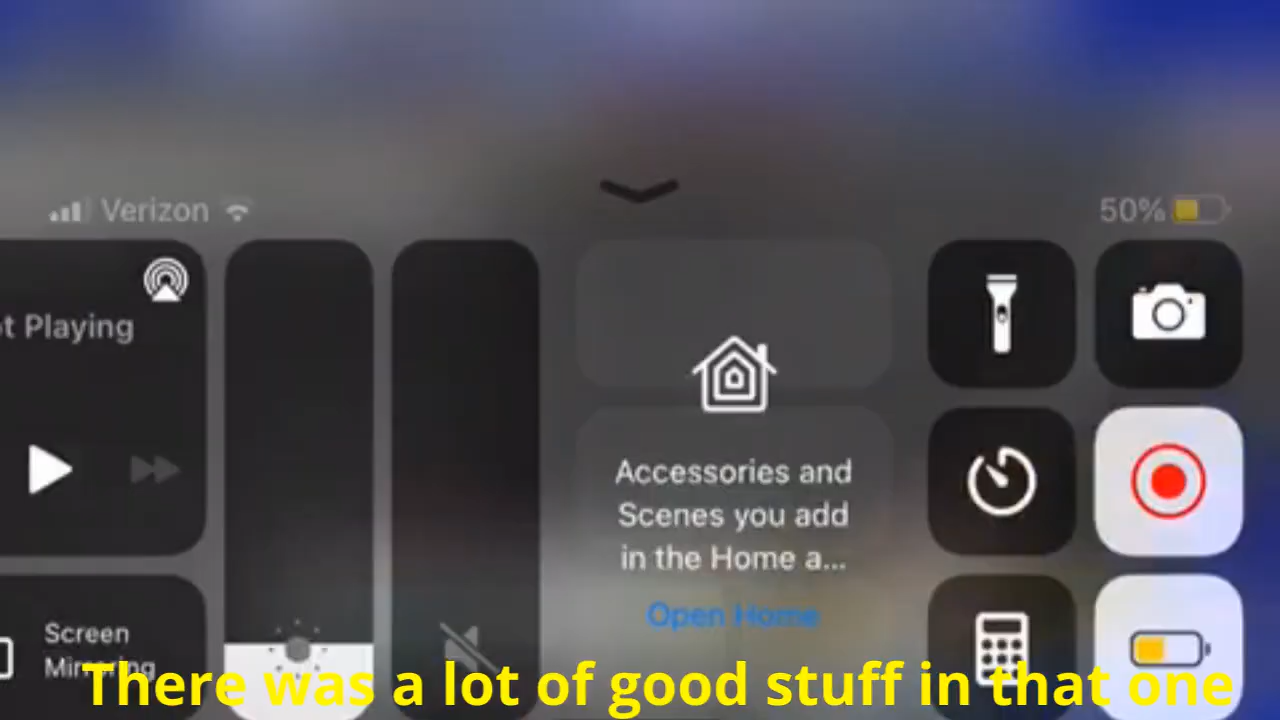 Verizon
50%
ot Playing
Accessories and
Scenes you add
in the Home a...
Open Home
Screen
Mirroring
There was a lot of good stuff in that one